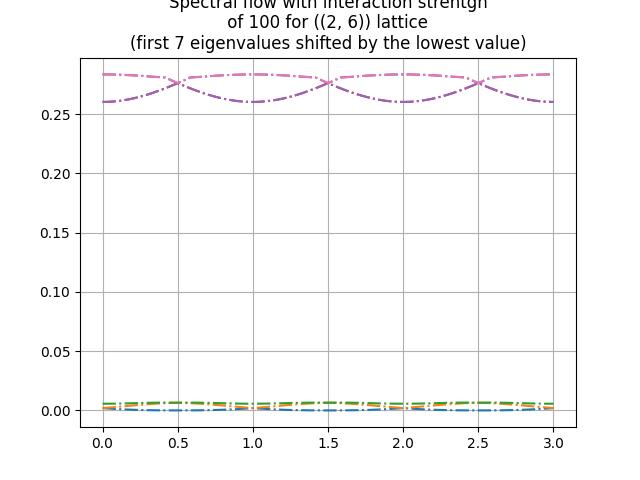 Spectral flow with interaction strentgh
of 100 for ((2, 6)) lattice
(first 7 eigenvalues shifted by the lowest value)
0.25
0.20
0.15
0.10
0.05
0.00
0.0 0.5 1.0 1.5 2.0 2.5 3.0